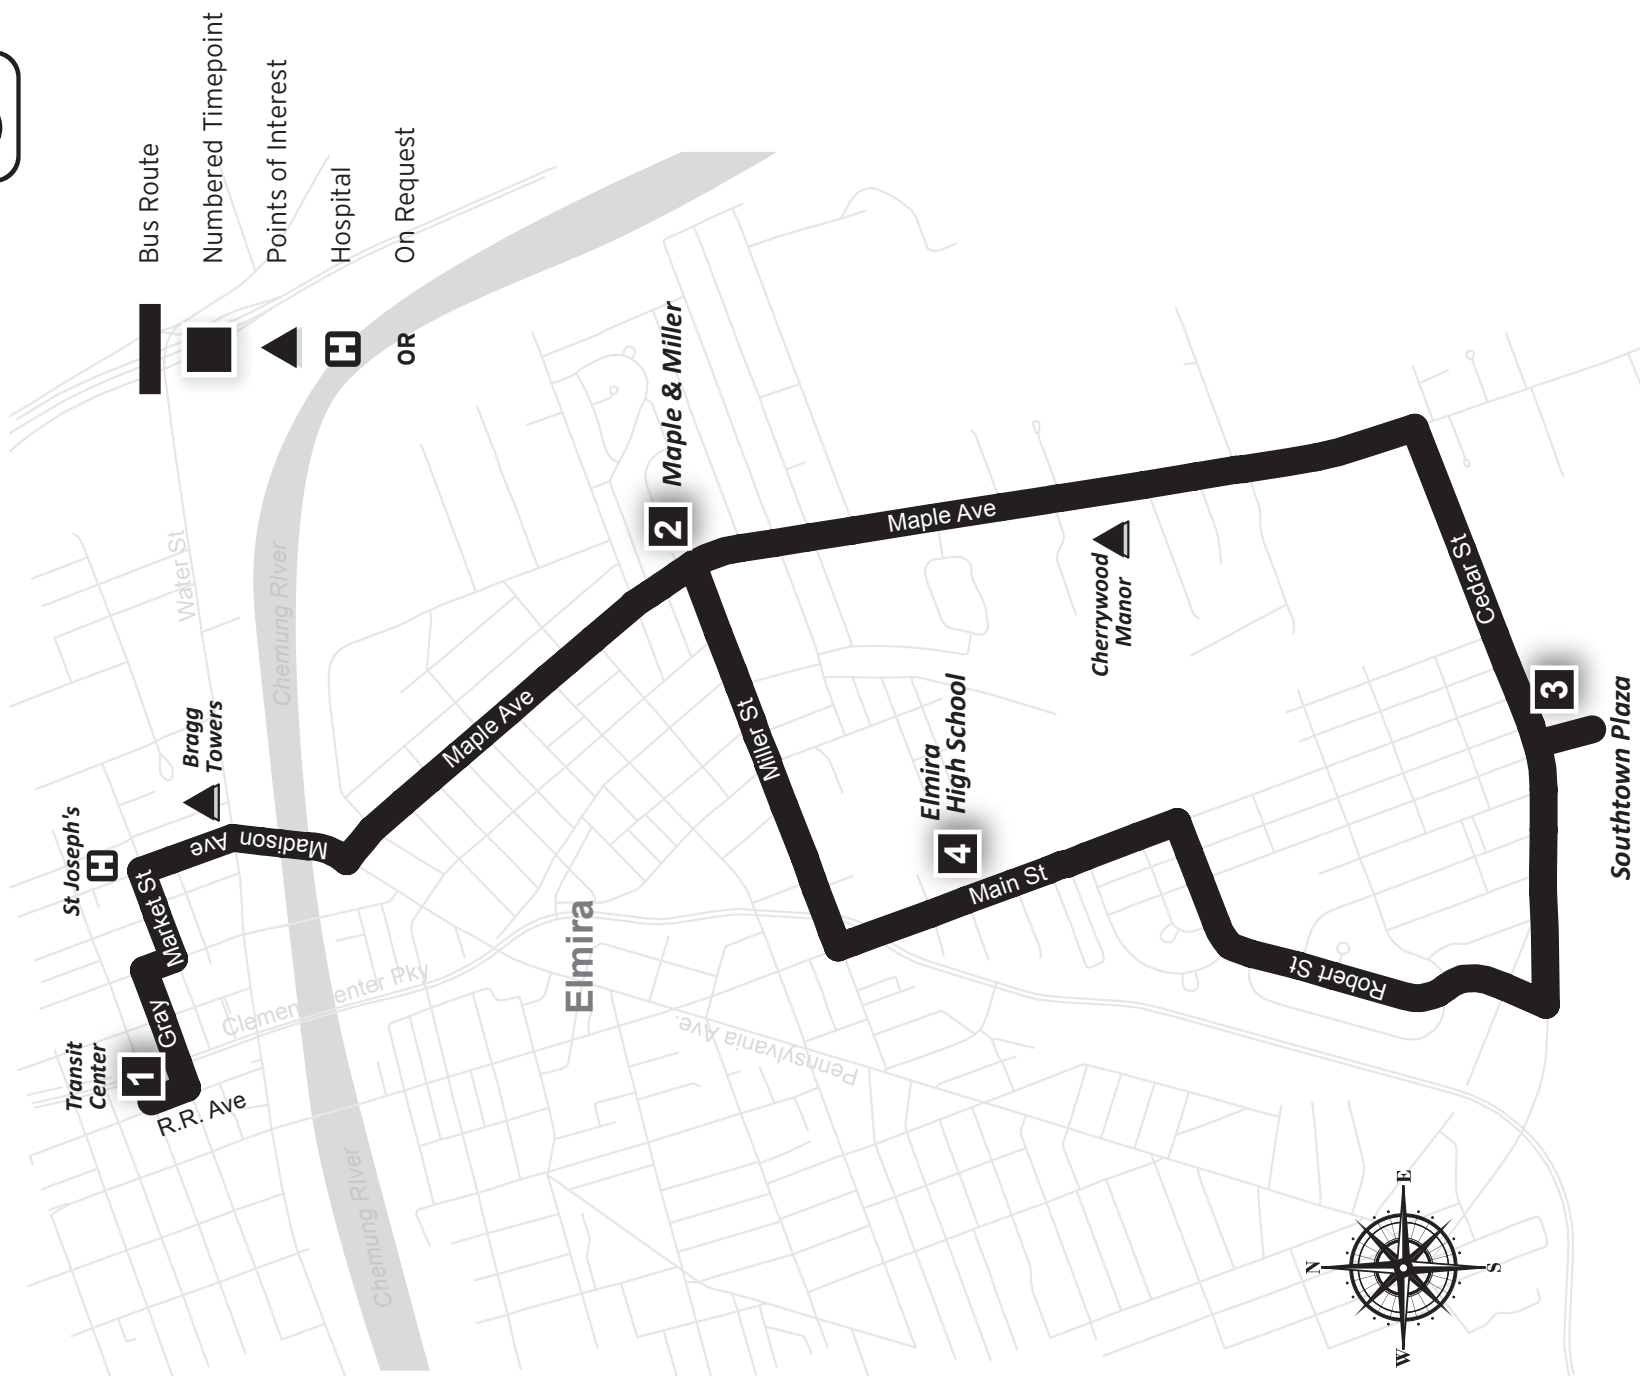 Bus Route
Numbered Timepoint
Points of Interest
H
Hospital
OR
On Request
St Joseph's
H
Bragg
Towers
Transit
Center
1
R.R. Ave
Gray
Market St
Madison Ave
Water St
Chemung RIver
Chemung RIver
Maple Ave
2
Maple & Miller
Elmira
Pennsylvania Ave.
Miller St
Maple Ave
Elmira
High School
4
Main St
Cherrywood
Manor
Robert St
Cedar St
3
Southtown Plaza
N
E
S
W